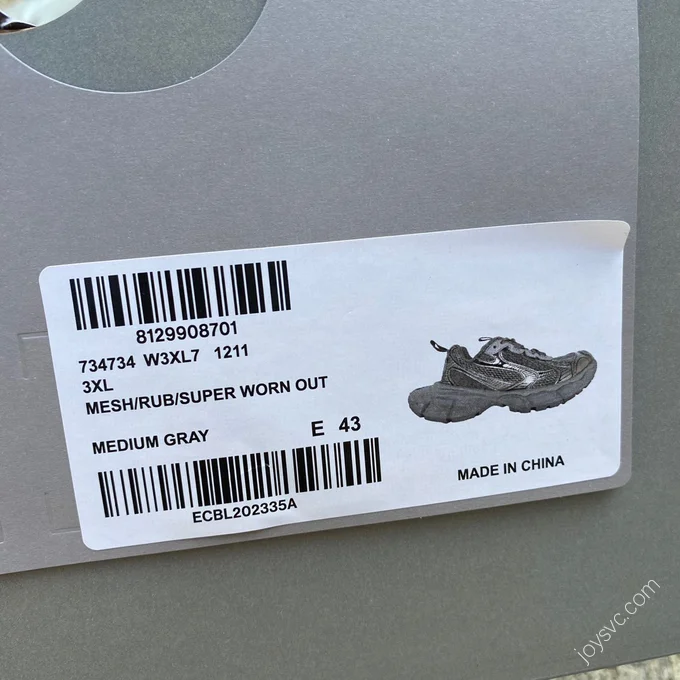 8129908701
734734 W3XL7 1211
3XL
MESH/RUB/SUPER WORN OUT
MEDIUM GRAY E 43
ECBL202335A
MADE IN CHINA
joysvc.com